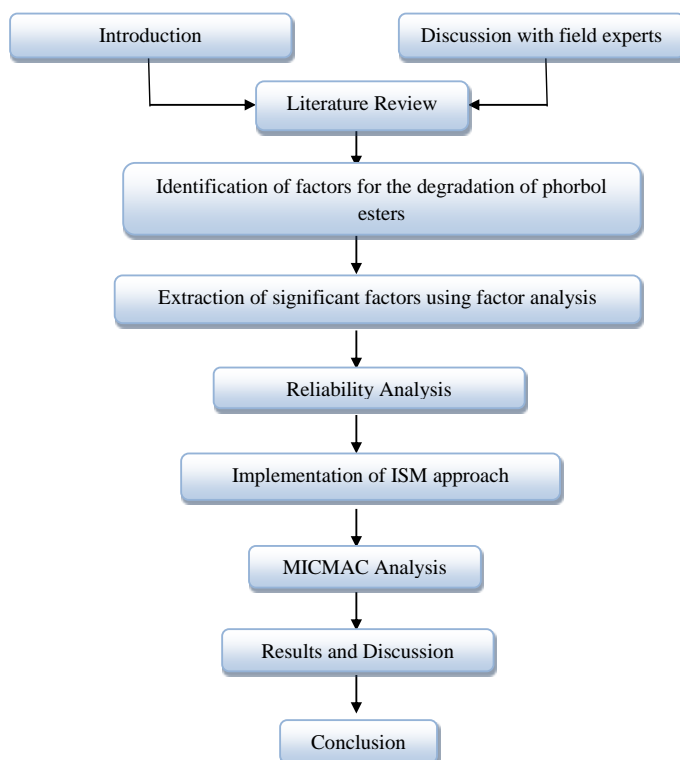 Introduction
Discussion with field experts
Literature Review
Identification of factors for the degradation of phorbol
esters
Extraction of significant factors using factor analysis
Reliability Analysis
Implementation of ISM approach
MICMAC Analysis
Results and Discussion
Conclusion